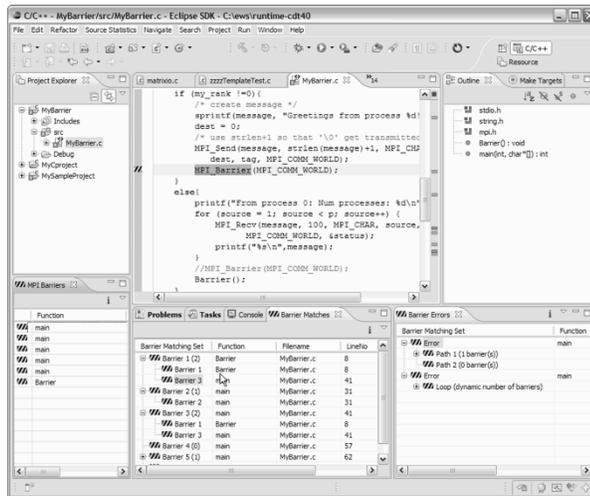 C/C++ - MyBarrier/src/MyBarrier.c - Eclipse SDK - C:\ews\runtime-cdt40
File Edit Refactor Source Statistics Navigate Search Project Run Window Help
C/C++
Resource
Project Explorer
MyBarrier
Includes
src
MyBarrier.c
Debug
MyCproject
MySampleProject
matrixio.c
zzzzTemplateTest.c
MyBarrier.c
14
if (my_rank !=0){
/* create message */
sprintf(message, "Greetings from process %d!
dest = 0;
/* use strlen+1 so that '\0' get transmitted
MPI_Send(message, strlen(message)+1, MPI_CHA
dest, tag, MPI_COMM_WORLD);
MPI_Barrier(MPI_COMM_WORLD);
}
else{
printf("From process 0: Num processes: %d\n"
for (source = 1; source < p; source++) {
MPI_Recv(message, 100, MPI_CHAR, source,
MPI_COMM_WORLD, &status);
printf("%s\n",message);
}
//MPI_Barrier(MPI_COMM_WORLD);
Barrier();
}
Outline
Make Targets
stdio.h
string.h
mpi.h
Barrier() : void
main(int, char*[]) : int
MPI Barriers
Function
main
main
main
main
main
Barrier
Problems Tasks Console Barrier Matches
Barrier Matching Set Function Filename LineNo
Barrier 1 (2) Barrier MyBarrier.c 8
Barrier 1 Barrier MyBarrier.c 8
Barrier 3 main MyBarrier.c 41
Barrier 2 (1) main MyBarrier.c 31
Barrier 2 main MyBarrier.c 31
Barrier 3 (2) main MyBarrier.c 41
Barrier 1 Barrier MyBarrier.c 8
Barrier 3 main MyBarrier.c 41
Barrier 4 (0) main MyBarrier.c 57
Barrier 5 (1) main MyBarrier.c 62
Barrier Errors
Barrier Matching Set Function
Error main
Path 1 (1 barrier(s))
Path 2 (0 barrier(s))
Error main
Loop (dynamic number of barriers)